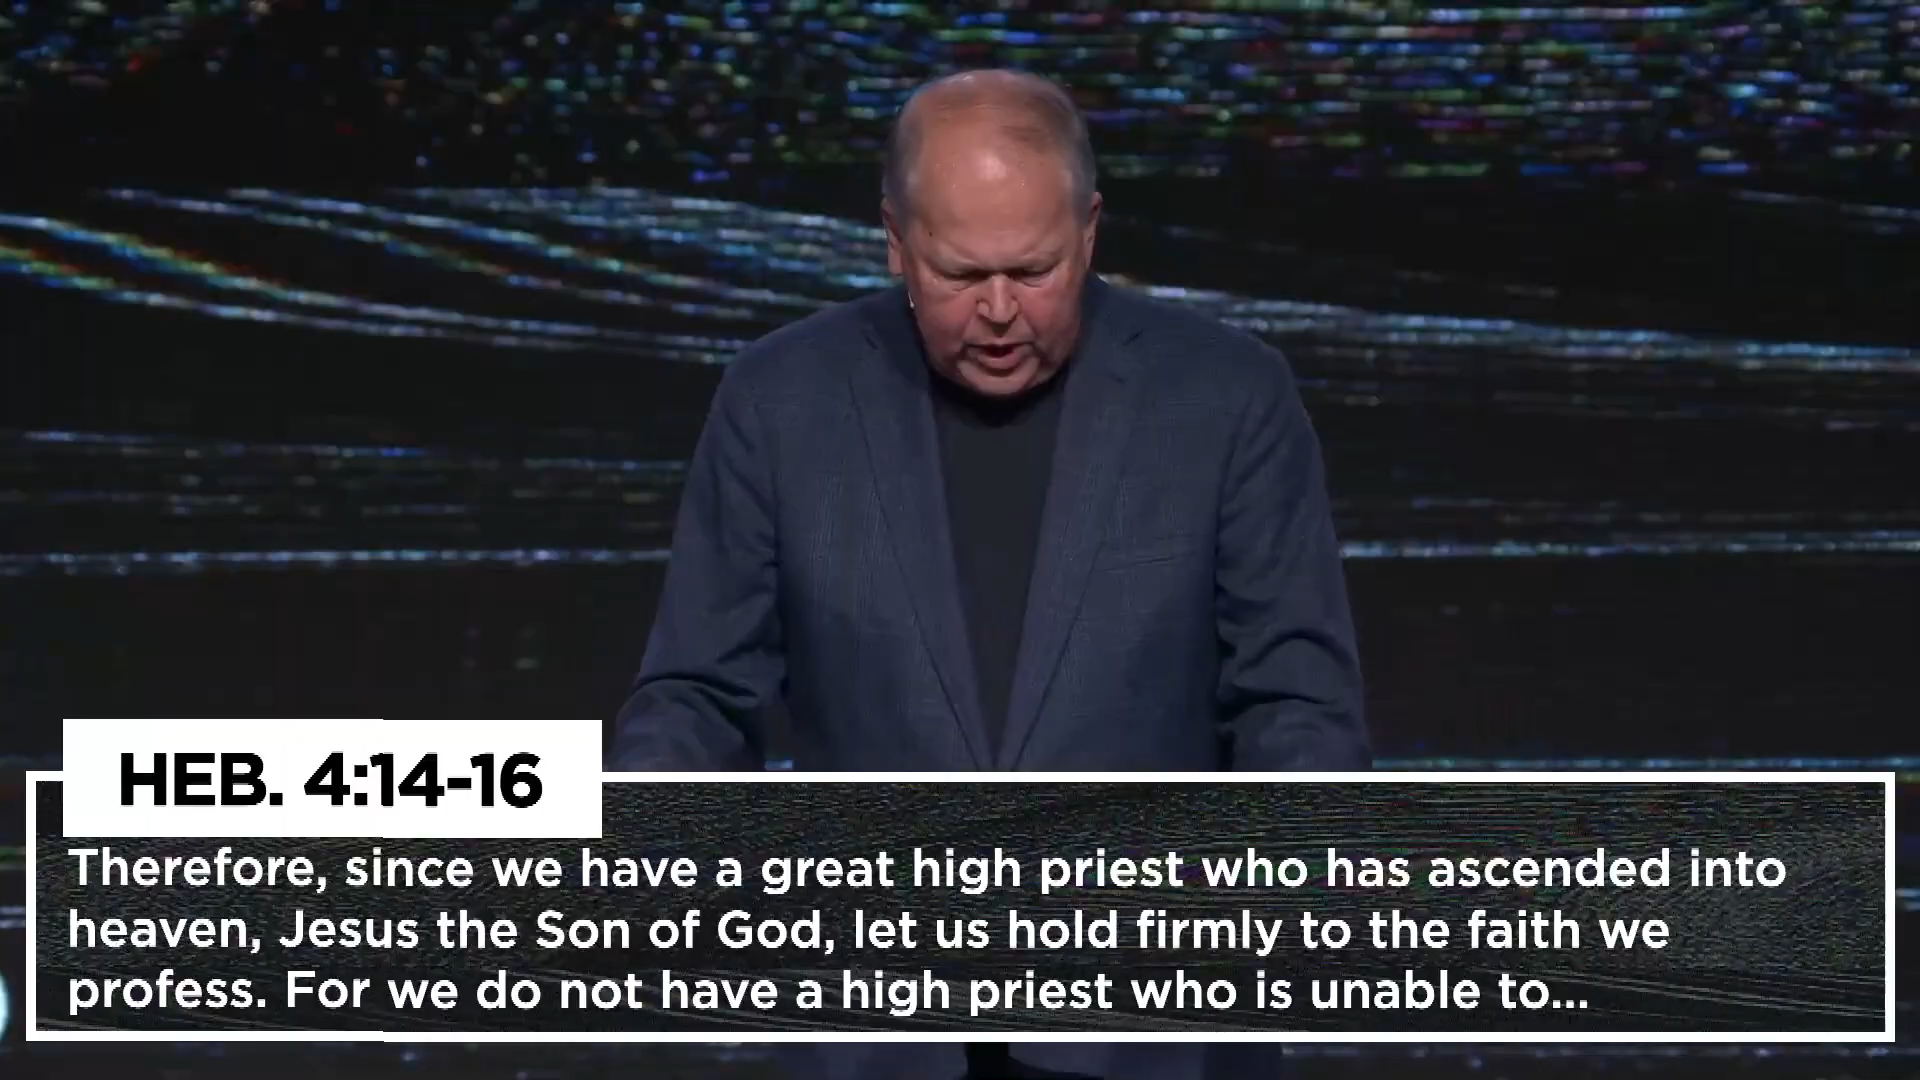 HEB. 4:14-16
Therefore, since we have a great high priest who has ascended into
heaven, Jesus the Son of God, let us hold firmly to the faith we
profess. For we do not have a high priest who is unable to...